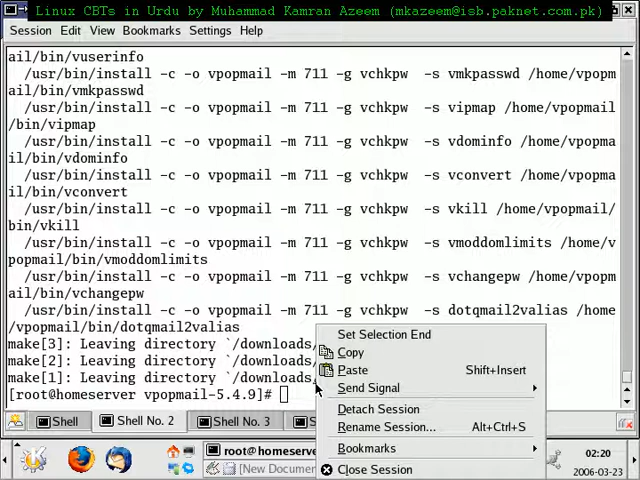 Linux CBTs in Urdu by Muhammad Kamran Azeem (mkazeem@isb.paknet.com.pk)
Session Edit View Bookmarks Settings Help
ail/bin/vuserinfo
/usr/bin/install -c -o vpopmail -m 711 -g vchkpw  -s vmkpasswd /home/vpopm
ail/bin/vmkpasswd
/usr/bin/install -c -o vpopmail -m 711 -g vchkpw  -s vipmap /home/vpopmail
/bin/vipmap
/usr/bin/install -c -o vpopmail -m 711 -g vchkpw  -s vdominfo /home/vpopma
il/bin/vdominfo
/usr/bin/install -c -o vpopmail -m 711 -g vchkpw  -s vconvert /home/vpopma
il/bin/vconvert
/usr/bin/install -c -o vpopmail -m 711 -g vchkpw  -s vkill /home/vpopmail/
bin/vkill
/usr/bin/install -c -o vpopmail -m 711 -g vchkpw  -s vmoddomlimits /home/v
popmail/bin/vmoddomlimits
/usr/bin/install -c -o vpopmail -m 711 -g vchkpw  -s vchangepw /home/vpopm
ail/bin/vchangepw
/usr/bin/install -c -o vpopmail -m 711 -g vchkpw  -s dotqmail2valias /home
/vpopmail/bin/dotqmail2valias
make[3]: Leaving directory `/downloads/
make[2]: Leaving directory `/downloads/
make[1]: Leaving directory `/downloads/
[root@homeserver vpopmail-5.4.9]#
Set Selection End
Copy
Paste Shift+Insert
Send Signal
Detach Session
Rename Session... Alt+Ctrl+S
Bookmarks
Close Session
Shell Shell No. 2 Shell No. 3
root@homeserve
[New Documen
02:20
2006-03-23